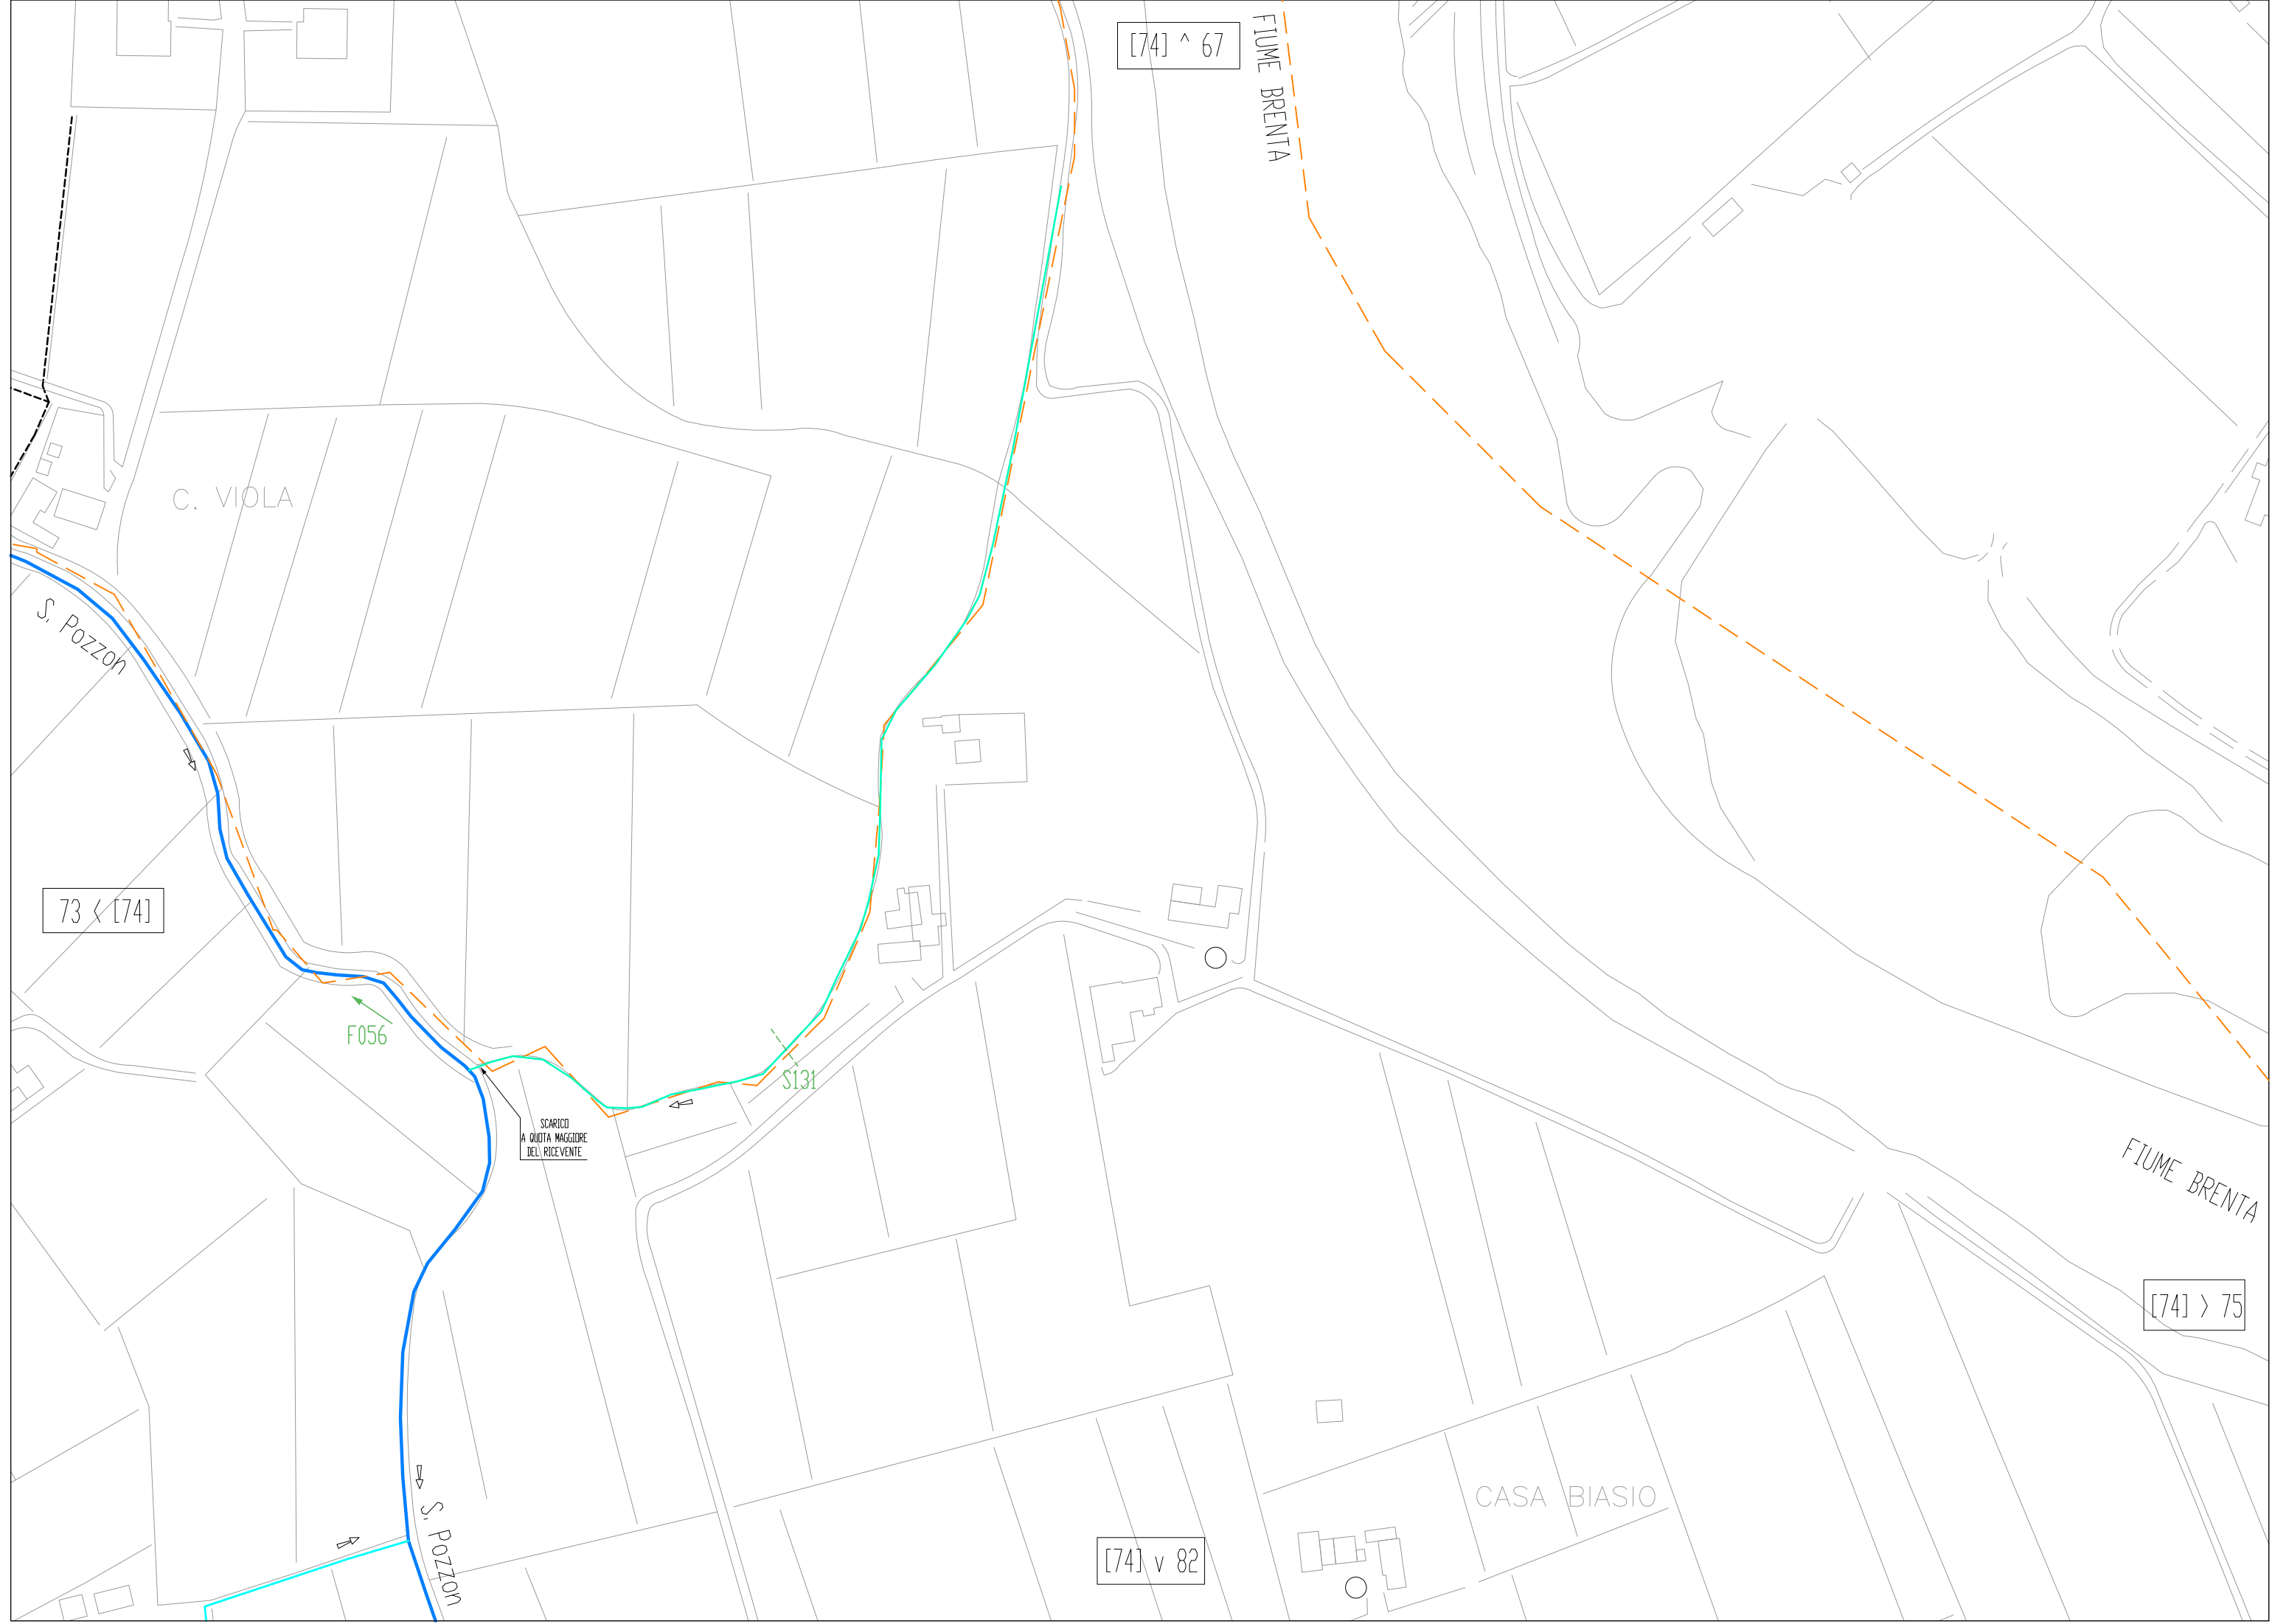 [74] ^ 67
FIUME BRENTA
C. VIOLA
S. Pozzon
73 < [74]
F056
S131
SCARICO
A QUOTA MAGGIORE
DEL RICEVENTE
FIUME BRENTA
[74] > 75
CASA BIASIO
S. Pozzon
[74] v 82